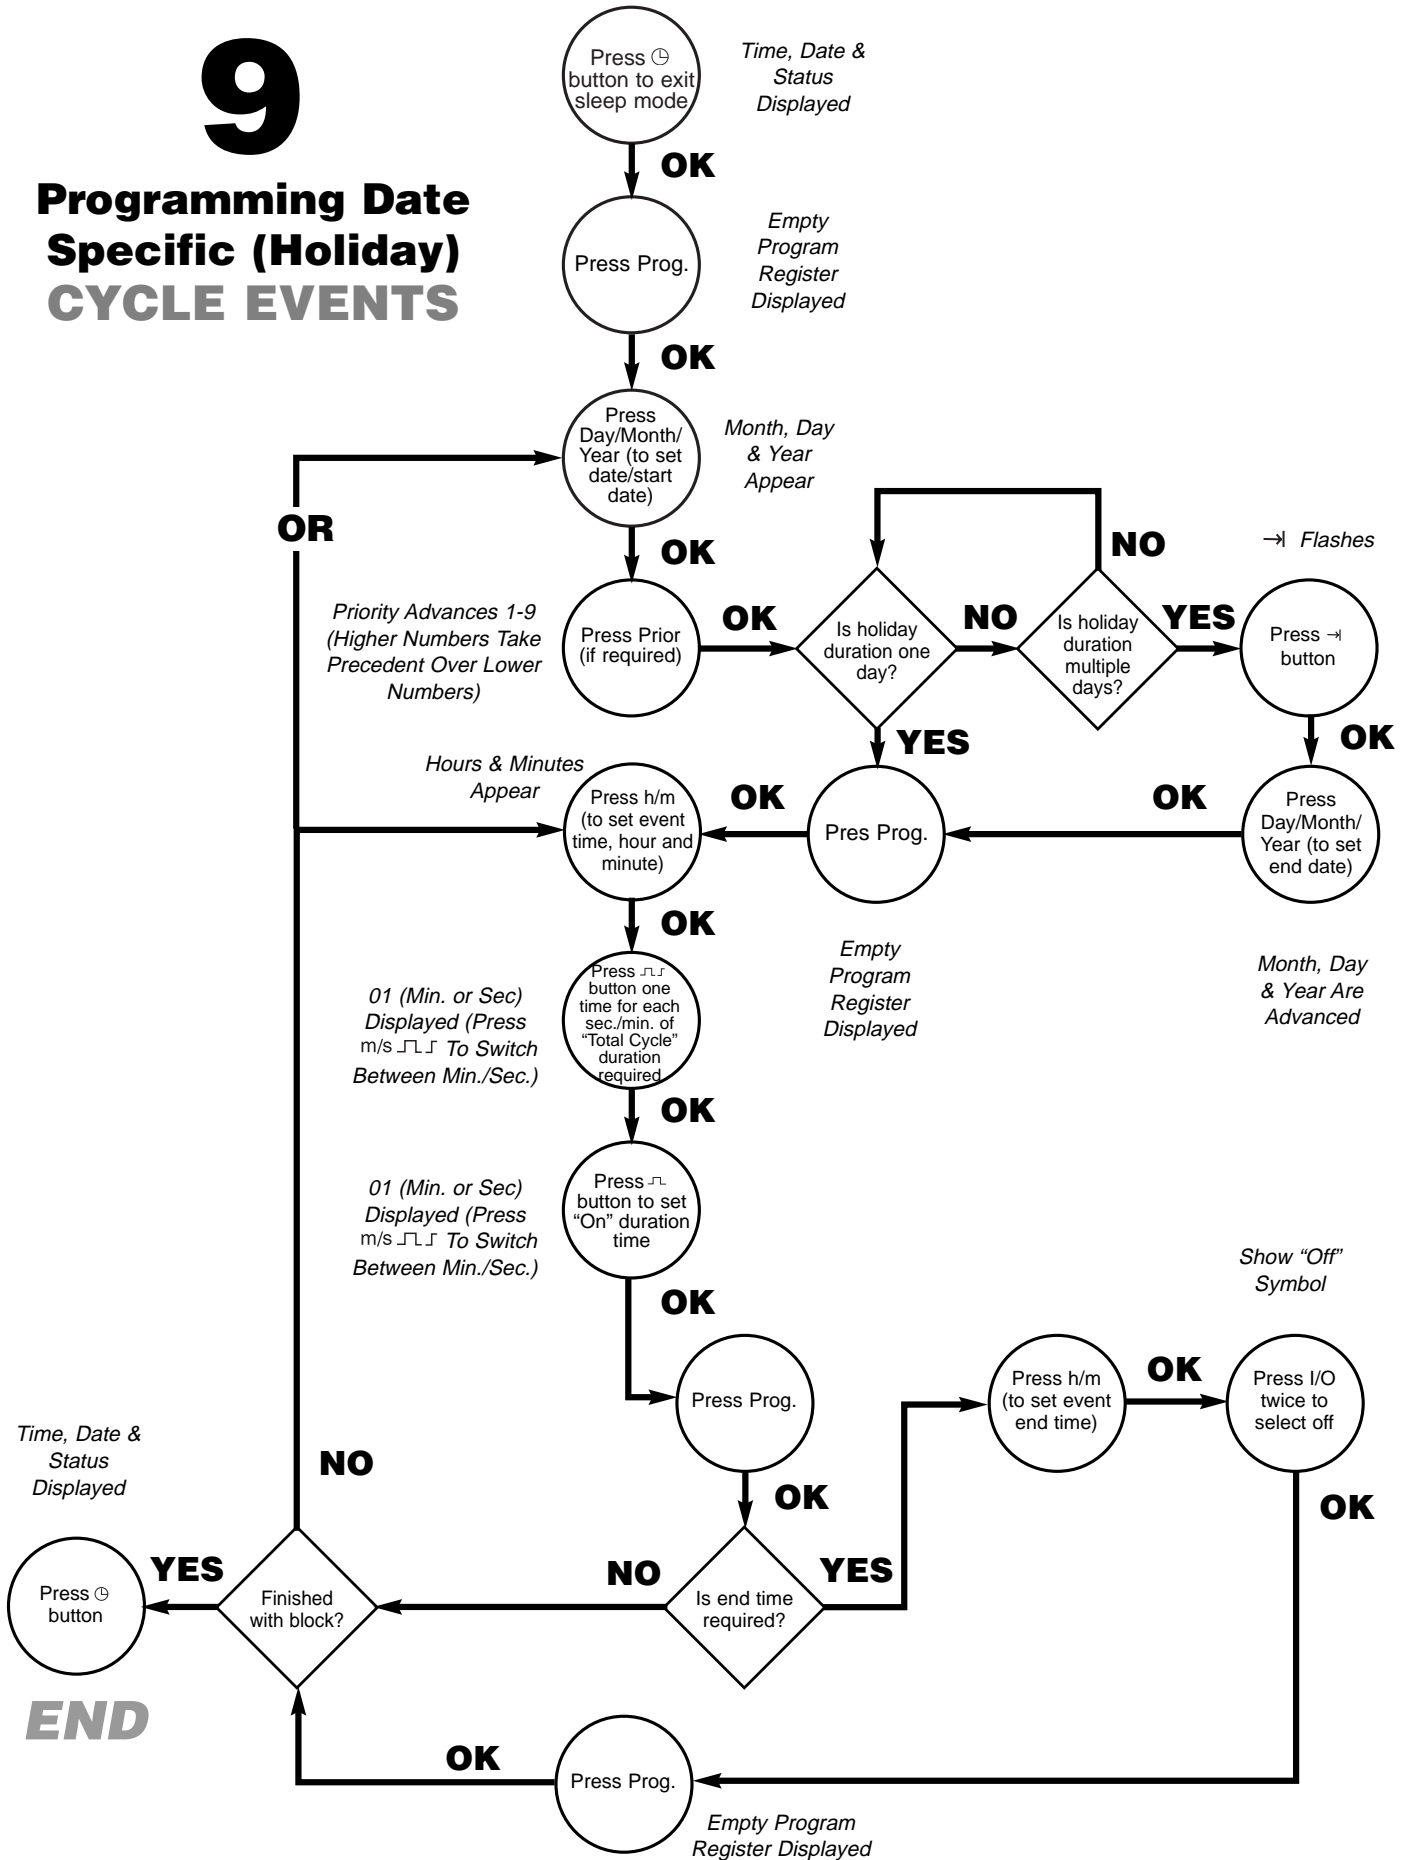 9
Programming Date
Specific (Holiday)
CYCLE EVENTS
Press
button to exit
sleep mode
Time, Date &
Status
Displayed
OK
Press Prog.
Empty
Program
Register
Displayed
OK
Press
Day/Month/
Year (to set
date/start
date)
Month, Day
& Year
Appear
OR
OK
Priority Advances 1-9
(Higher Numbers Take
Precedent Over Lower
Numbers)
Press Prior
(if required)
OK
Is holiday
duration one
day?
NO
Is holiday
duration
multiple
days?
NO
YES
→| Flashes
Press →|
button
OK
YES
Hours & Minutes
Appear
Press h/m
(to set event
time, hour and
minute)
OK
Pres Prog.
OK
Press
Day/Month/
Year (to set
end date)
OK
Empty
Program
Register
Displayed
Month, Day
& Year Are
Advanced
01 (Min. or Sec)
Displayed (Press
m/s To Switch
Between Min./Sec.)
Press
button one
time for each
sec./min. of
“Total Cycle”
duration
required
OK
01 (Min. or Sec)
Displayed (Press
m/s To Switch
Between Min./Sec.)
Press
button to set
“On” duration
time
OK
Press Prog.
OK
Press h/m
(to set event
end time)
OK
Show “Off”
Symbol
Press I/O
twice to
select off
OK
Time, Date &
Status
Displayed
NO
Press
button
YES
Finished
with block?
NO
Is end time
required?
YES
END
OK
Press Prog.
Empty Program
Register Displayed